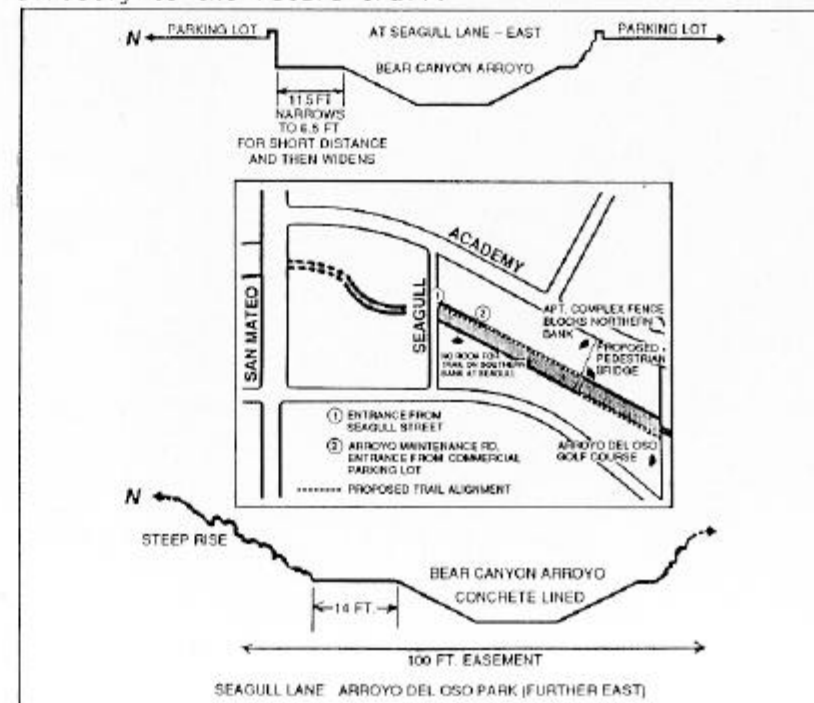 N
PARKING LOT
AT SEAGULL LANE – EAST
PARKING LOT
BEAR CANYON ARROYO
11.5 FT
NARROWS
TO 6.5 FT
FOR SHORT DISTANCE
AND THEN WIDENS
ACADEMY
SAN MATEO
SEAGULL
1
2
APT. COMPLEX FENCE
BLOCKS NORTHERN
BANK
PROPOSED
PEDESTRIAN
BRIDGE
NO ROOM FOR
TRAIL ON SOUTHERN
BANK AT SEAGULL
① ENTRANCE FROM
SEAGULL STREET
② ARROYO MAINTENANCE RD.
ENTRANCE FROM COMMERCIAL
PARKING LOT
PROPOSED TRAIL ALIGNMENT
ARROYO DEL OSO
GOLF COURSE
N
STEEP RISE
BEAR CANYON ARROYO
CONCRETE LINED
14 FT.
100 FT. EASEMENT
SEAGULL LANE ARROYO DEL OSO PARK (FURTHER EAST)